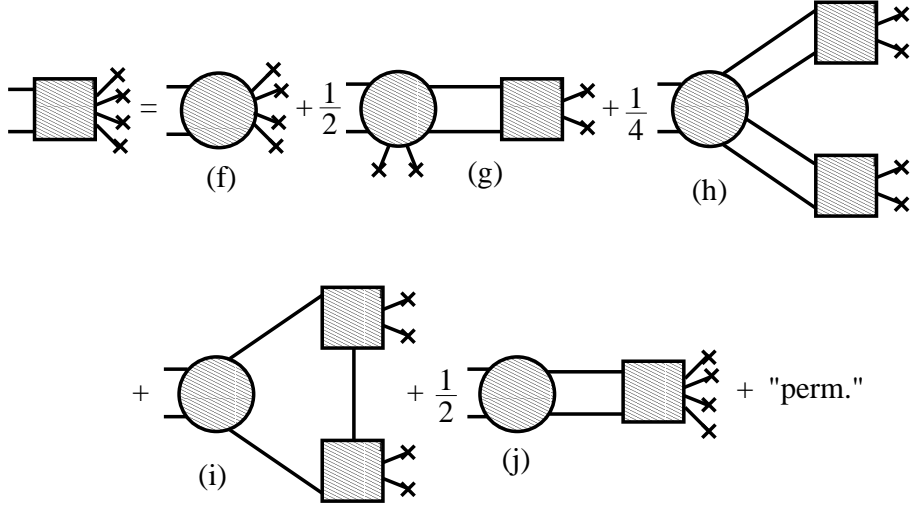 = + 1/2 + 1/4
(f) (g) (h)
+ + 1/2 + "perm."
(i) (j)